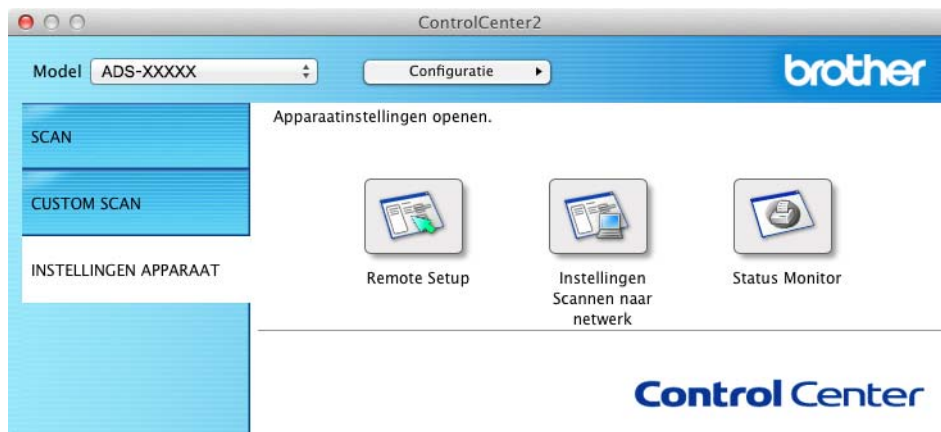 ControlCenter2
Model ADS-XXXXX Configuratie brother
SCAN
CUSTOM SCAN
INSTELLINGEN APPARAAT
Apparaatinstellingen openen.
Remote Setup
Instellingen
Scannen naar
netwerk
Status Monitor
Control Center